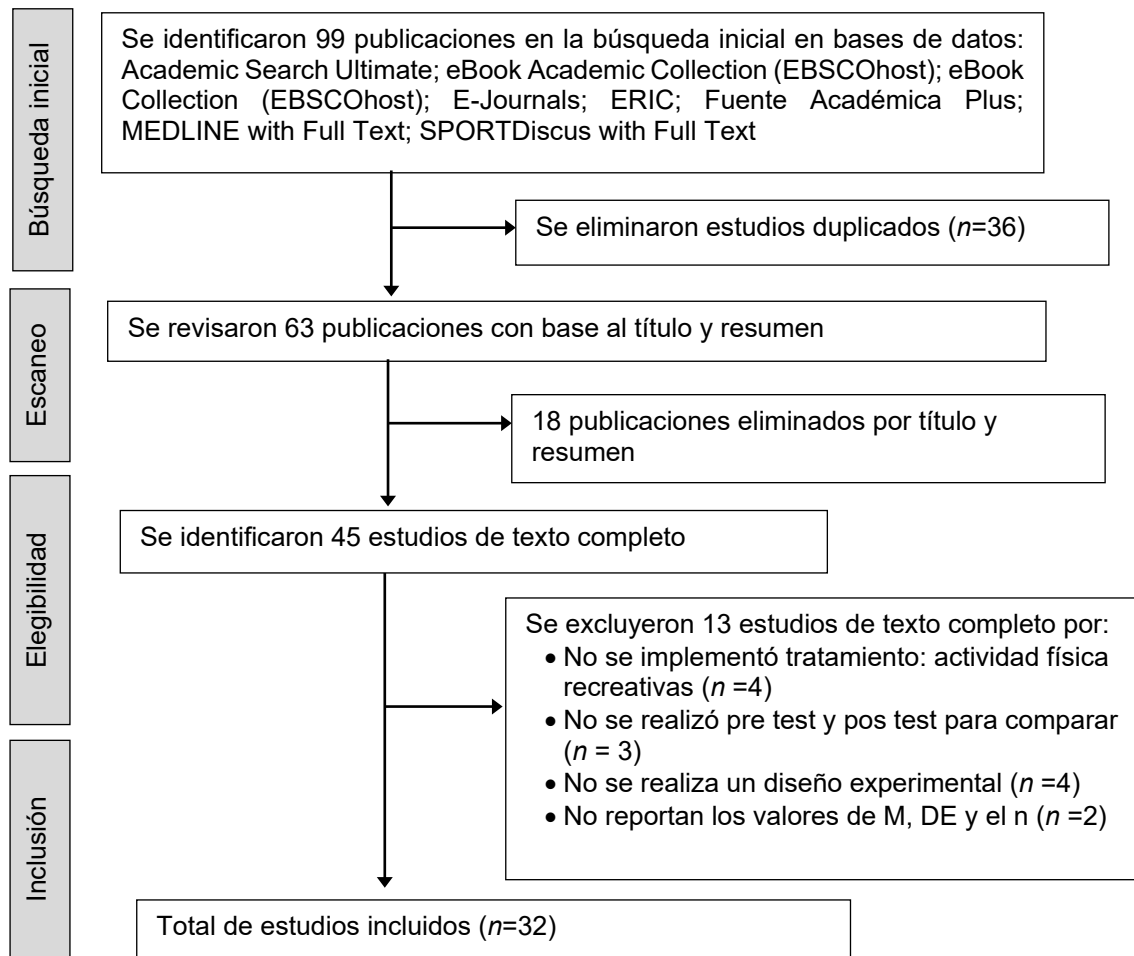 Búsqueda inicial
Se identificaron 99 publicaciones en la búsqueda inicial en bases de datos:
Academic Search Ultimate; eBook Academic Collection (EBSCOhost); eBook
Collection (EBSCOhost); E-Journals; ERIC; Fuente Académica Plus;
MEDLINE with Full Text; SPORTDiscus with Full Text
Se eliminaron estudios duplicados (n=36)
Escaneo
Se revisaron 63 publicaciones con base al título y resumen
18 publicaciones eliminados por título y
resumen
Elegibilidad
Se identificaron 45 estudios de texto completo
Se excluyeron 13 estudios de texto completo por:
• No se implementó tratamiento: actividad física
recreativas (n =4)
• No se realizó pre test y pos test para comparar
(n = 3)
• No se realiza un diseño experimental (n =4)
• No reportan los valores de M, DE y el n (n =2)
Inclusión
Total de estudios incluidos (n=32)